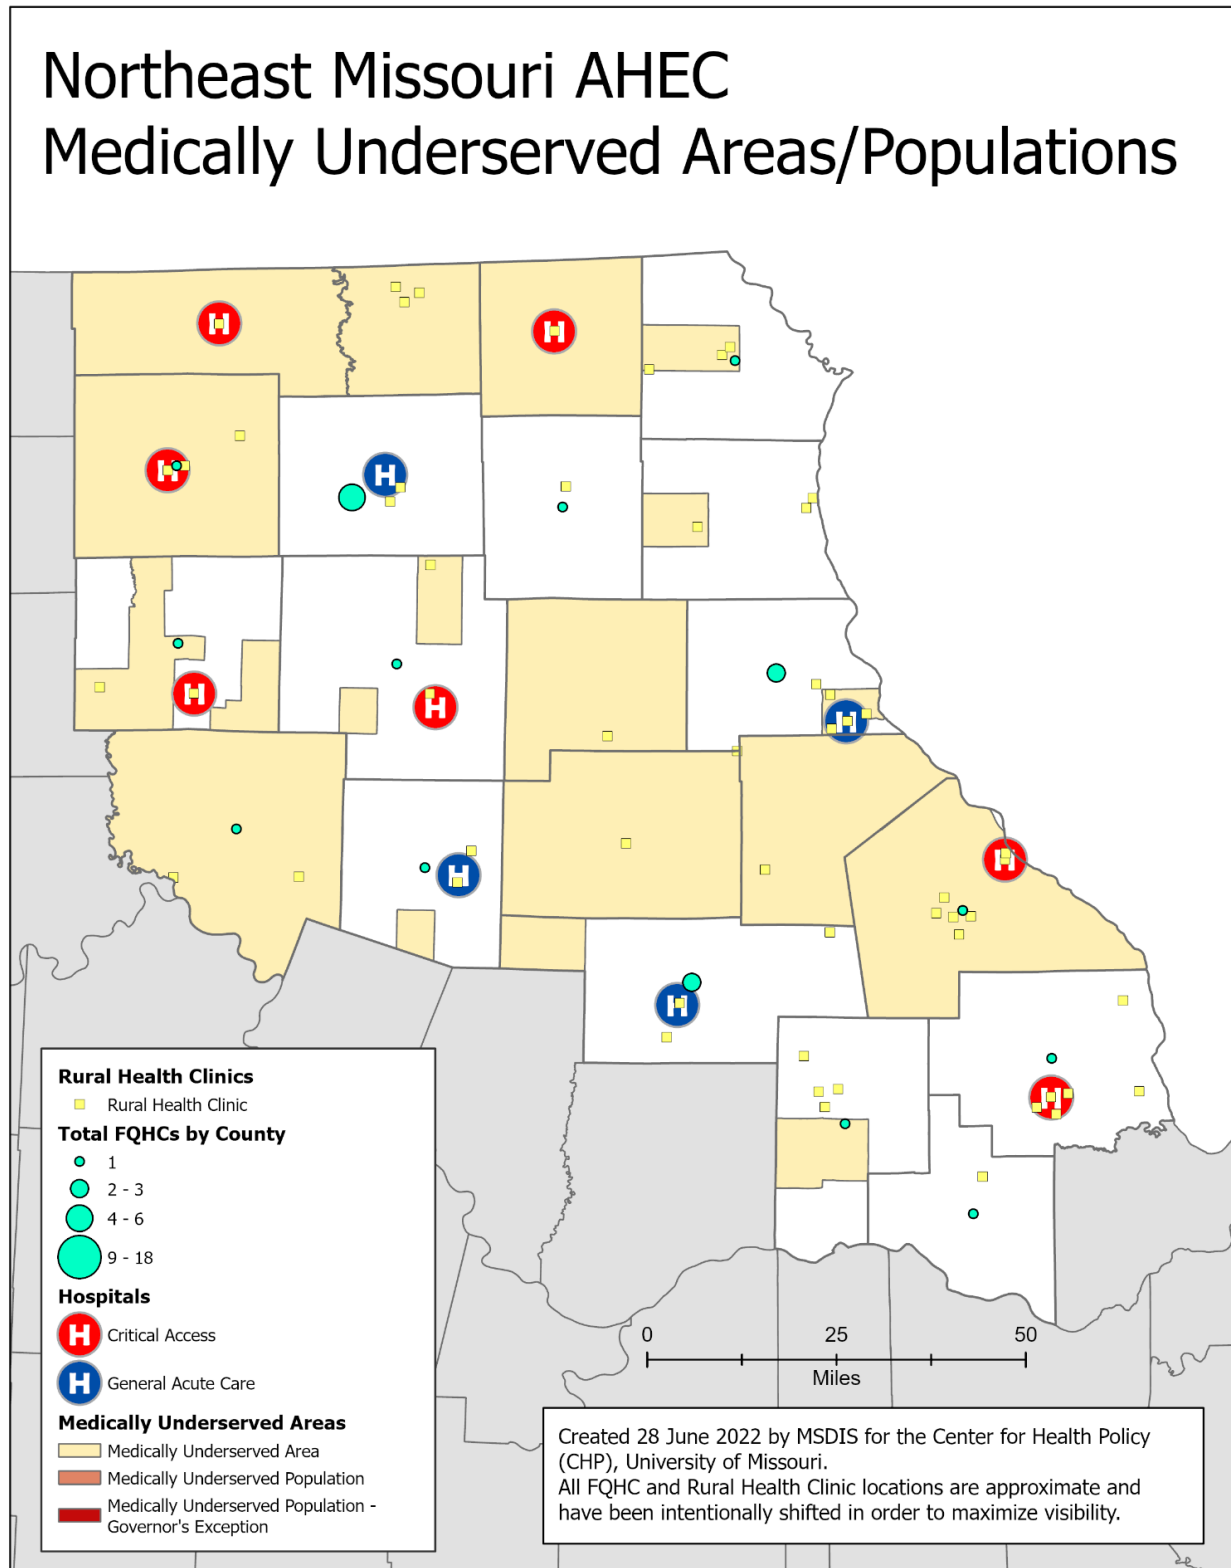 Northeast Missouri AHEC
Medically Underserved Areas/Populations
H
H
H
H
H
H
H
H
H
H
H
Rural Health Clinics
Rural Health Clinic
Total FQHCs by County
1
2 - 3
4 - 6
9 - 18
Hospitals
H Critical Access
H General Acute Care
Medically Underserved Areas
Medically Underserved Area
Medically Underserved Population
Medically Underserved Population -
Governor's Exception
0 25 50
Miles
Created 28 June 2022 by MSDIS for the Center for Health Policy
(CHP), University of Missouri.
All FQHC and Rural Health Clinic locations are approximate and
have been intentionally shifted in order to maximize visibility.